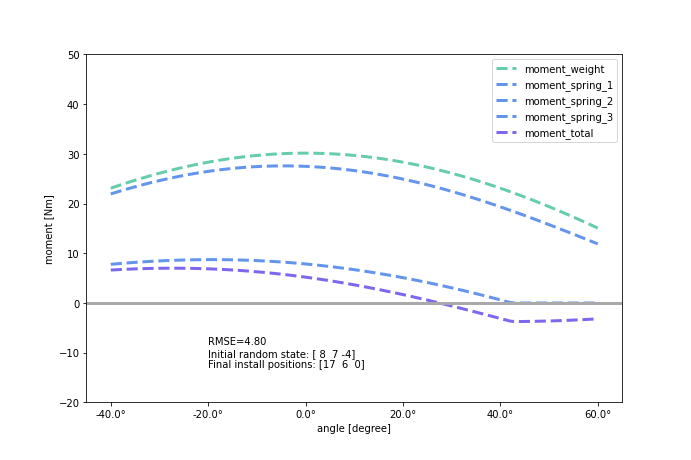 50
40
30
20
10
0
−10
−20
moment [Nm]
moment_weight
moment_spring_1
moment_spring_2
moment_spring_3
moment_total
RMSE=4.80
Initial random state: [ 8  7 -4]
Final install positions: [17  6  0]
-40.0° -20.0° 0.0° 20.0° 40.0° 60.0°
angle [degree]